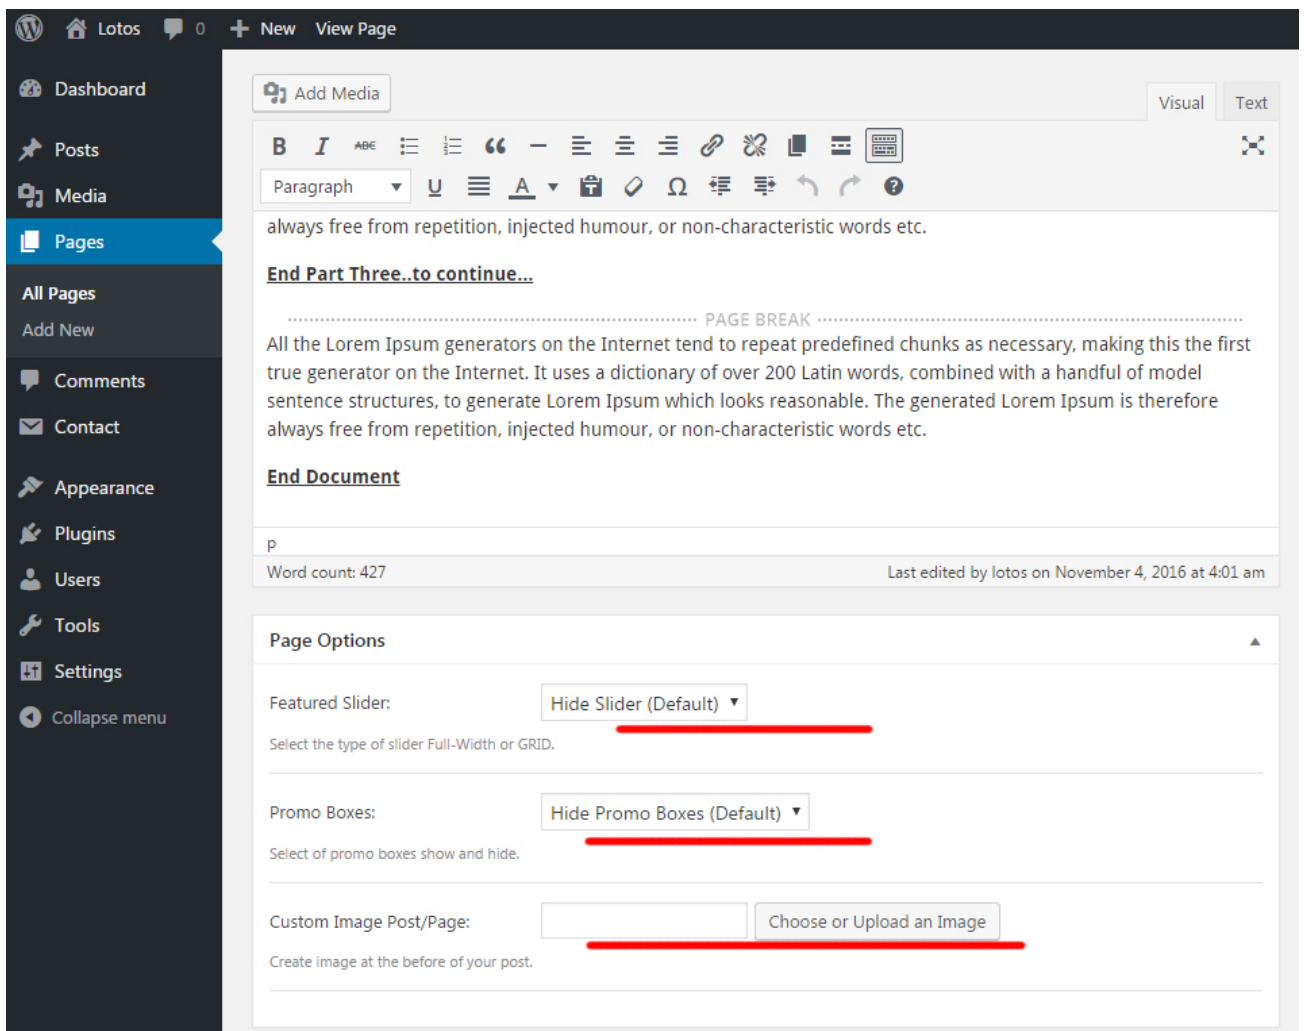 Lotos 0 New View Page
Dashboard
Posts
Media
Pages
All Pages
Add New
Comments
Contact
Appearance
Plugins
Users
Tools
Settings
Collapse menu
Add Media
Visual Text
B I ABC
Paragraph U A T Ω ?
always free from repetition, injected humour, or non-characteristic words etc.
End Part Three..to continue...
PAGE BREAK
All the Lorem Ipsum generators on the Internet tend to repeat predefined chunks as necessary, making this the first
true generator on the Internet. It uses a dictionary of over 200 Latin words, combined with a handful of model
sentence structures, to generate Lorem Ipsum which looks reasonable. The generated Lorem Ipsum is therefore
always free from repetition, injected humour, or non-characteristic words etc.
End Document
p
Word count: 427 Last edited by lotos on November 4, 2016 at 4:01 am
Page Options
Featured Slider: Hide Slider (Default)
Select the type of slider Full-Width or GRID.
Promo Boxes: Hide Promo Boxes (Default)
Select of promo boxes show and hide.
Custom Image Post/Page: Choose or Upload an Image
Create image at the before of your post.